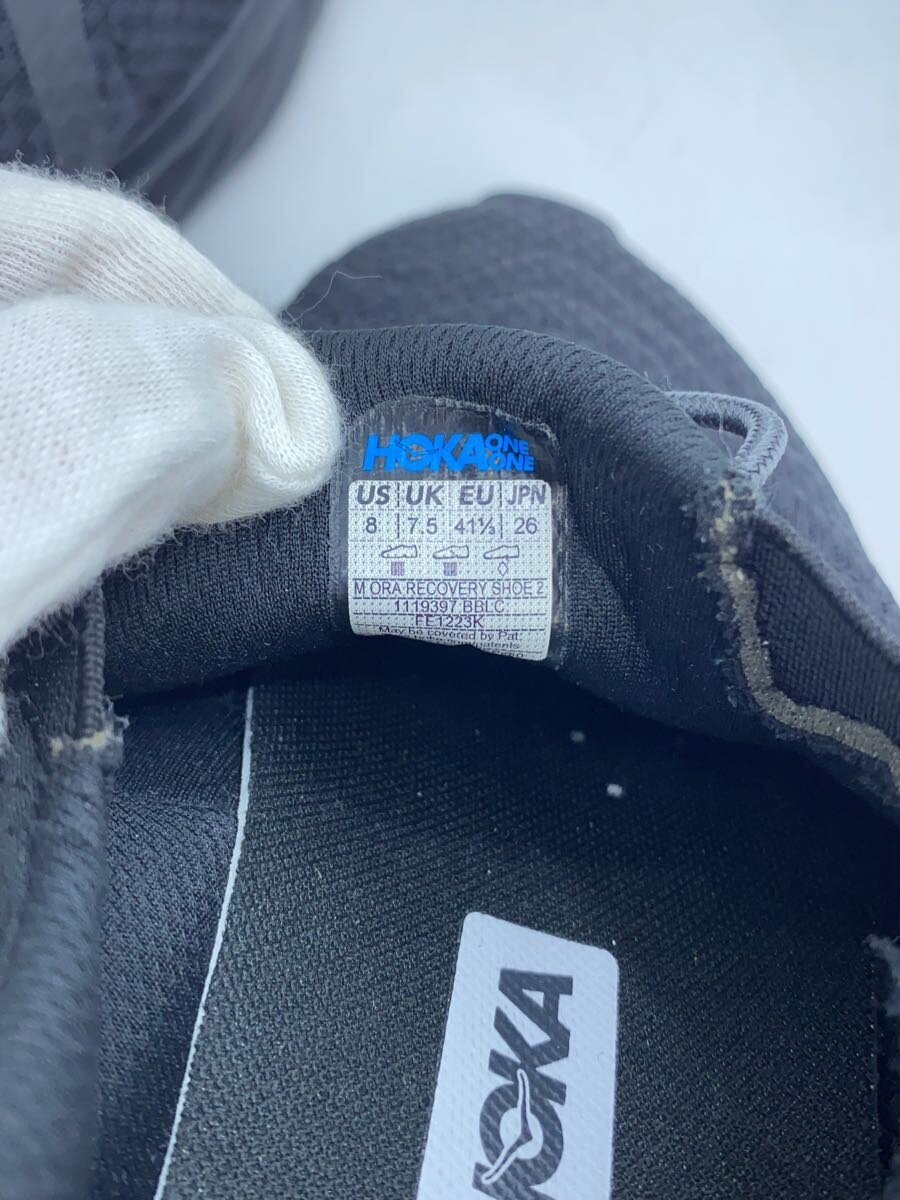 HOKA ONE ONE
US UK EU JPN
8 7.5 41⅓ 26
M ORA RECOVERY SHOE 2
1119397 BBLC
FE1223K
May be covered by Pat:
HOKA